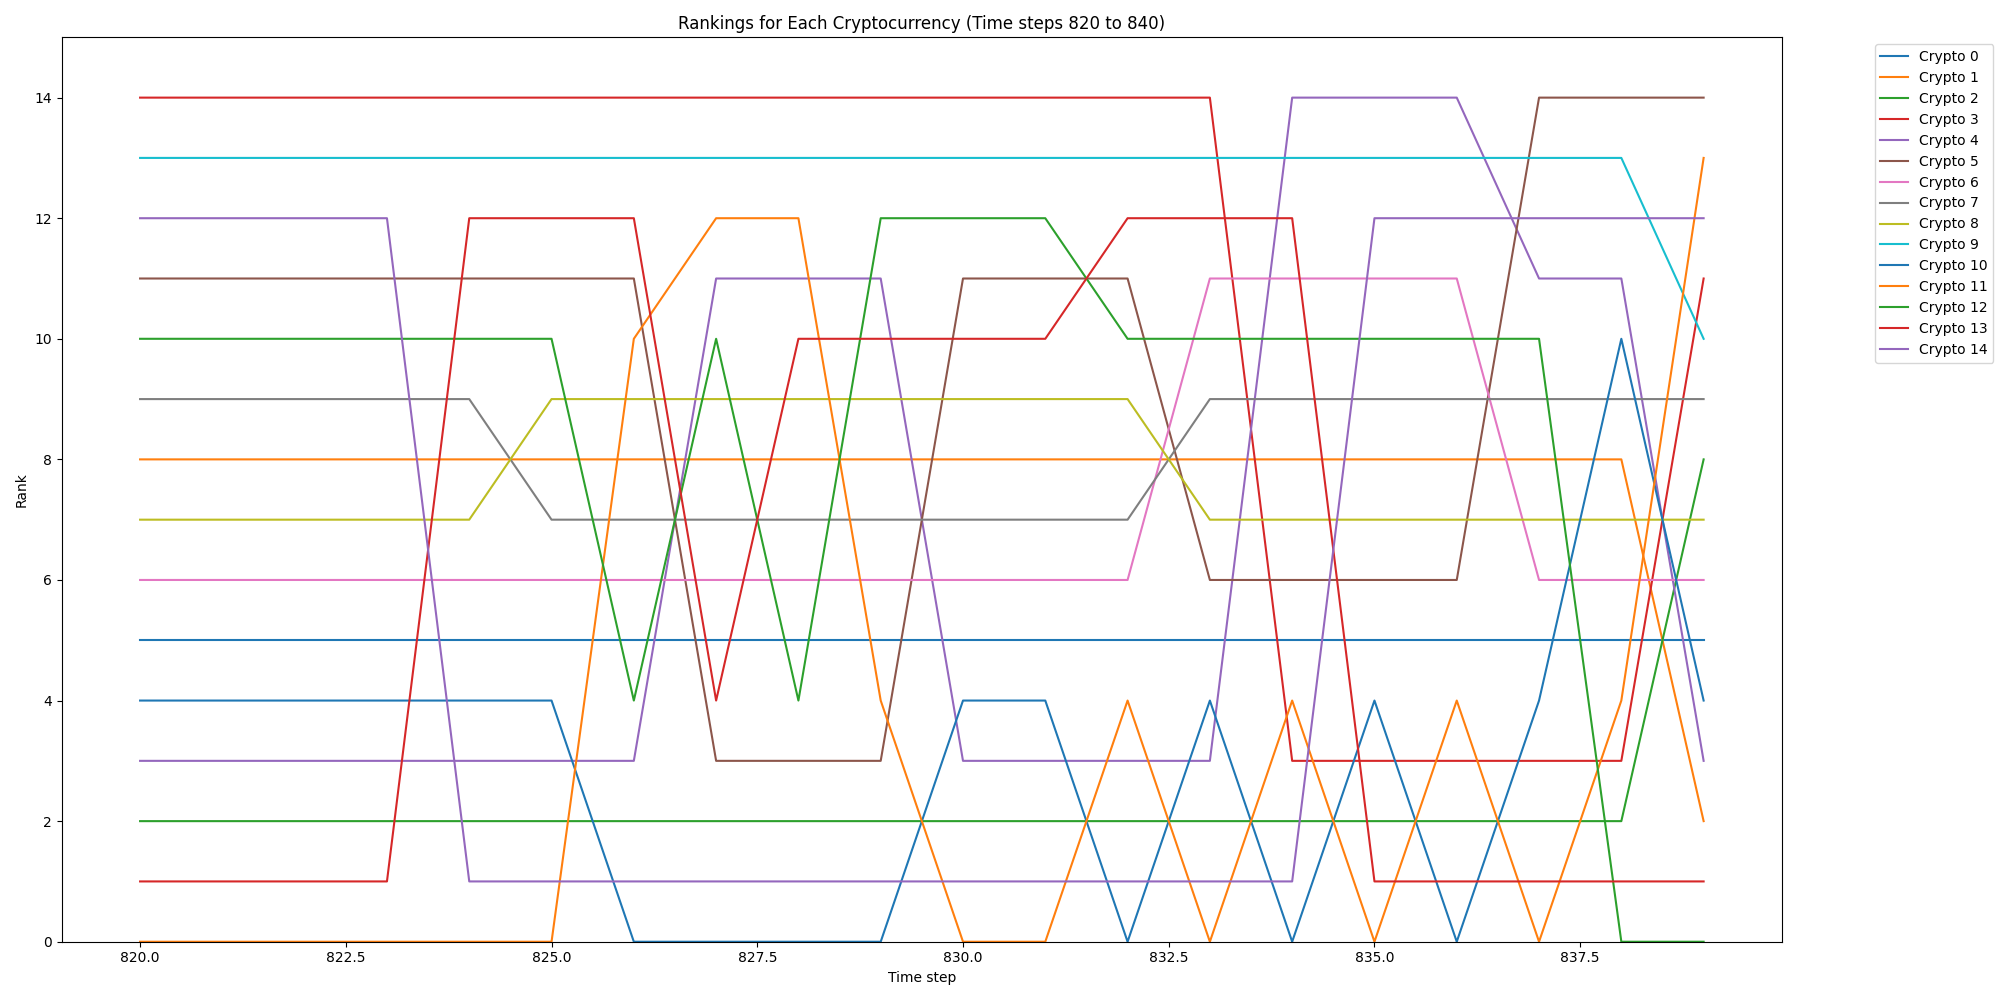 Rankings for Each Cryptocurrency (Time steps 820 to 840)
Rank
14
12
10
8
6
4
2
0
820.0 822.5 825.0 827.5 830.0 832.5 835.0 837.5
Time step
Crypto 0
Crypto 1
Crypto 2
Crypto 3
Crypto 4
Crypto 5
Crypto 6
Crypto 7
Crypto 8
Crypto 9
Crypto 10
Crypto 11
Crypto 12
Crypto 13
Crypto 14